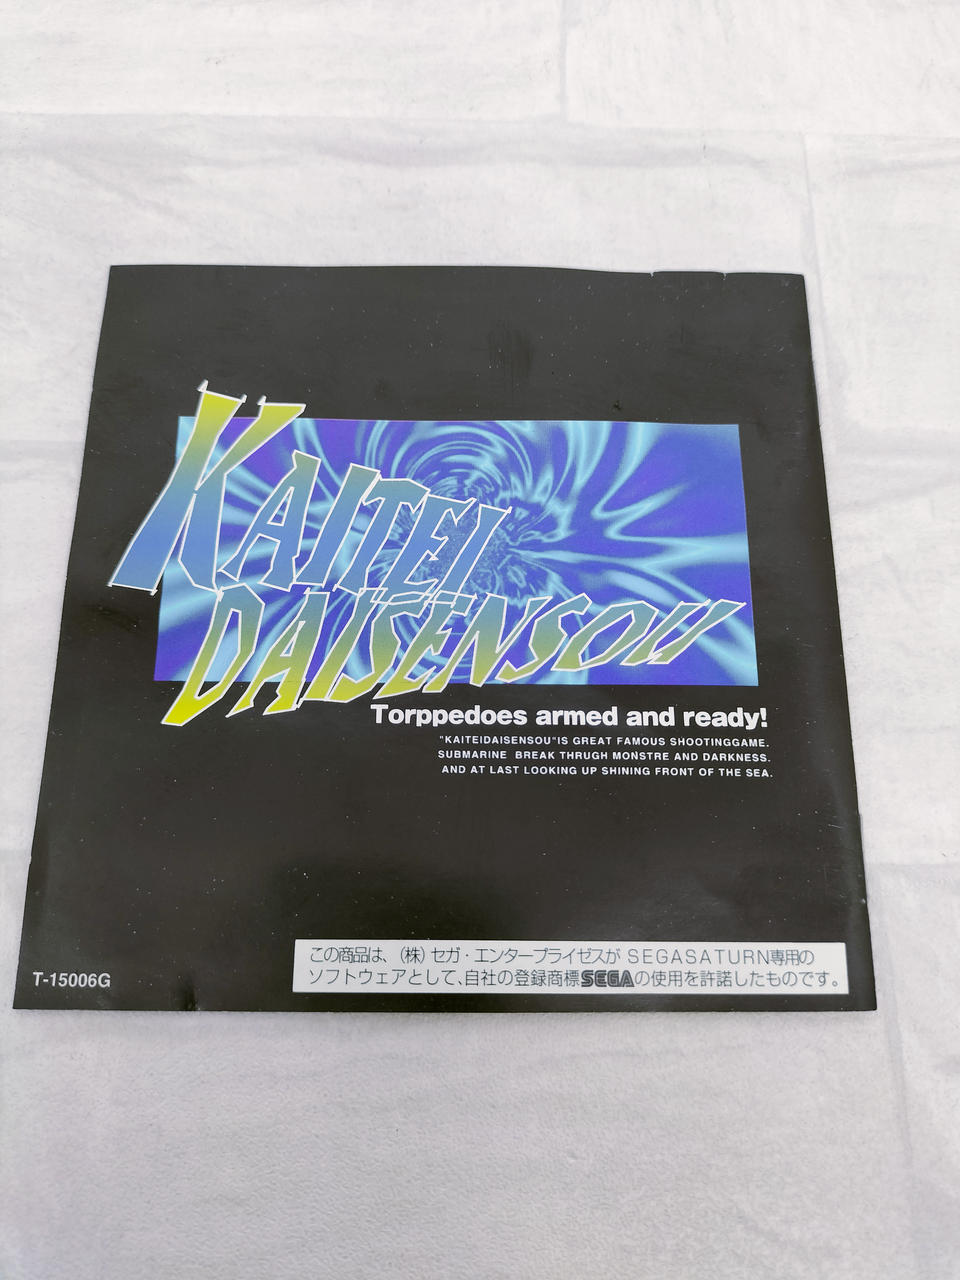 KAITEI
DAISENSOU
Torppedoes armed and ready!
"KAITEIDAISENSOU"IS GREAT FAMOUS SHOOTINGGAME.
SUBMARINE BREAK THRUGH MONSTRE AND DARKNESS.
AND AT LAST LOOKING UP SHINING FRONT OF THE SEA.
この商品は、(株)セガ・エンタープライゼスが SEGASATURN専用の
ソフトウェアとして、自社の登録商標SEGAの使用を許諾したものです。
T-15006G